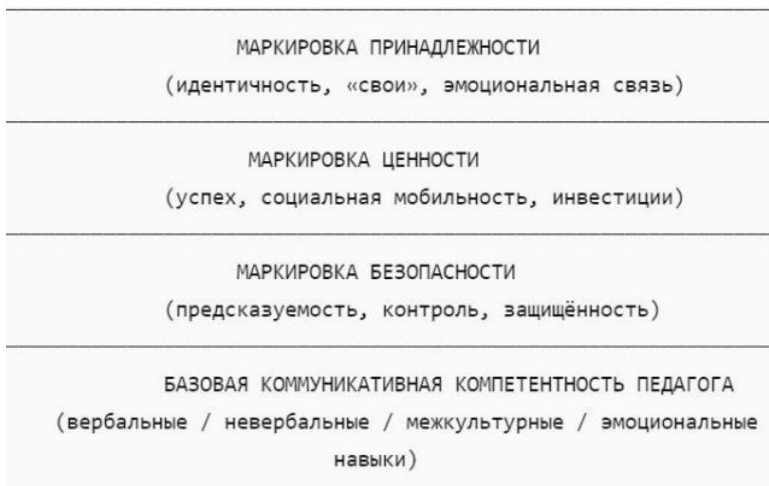 МАРКИРОВКА ПРИНАДЛЕЖНОСТИ
(идентичность, «свои», эмоциональная связь)
МАРКИРОВКА ЦЕННОСТИ
(успех, социальная мобильность, инвестиции)
МАРКИРОВКА БЕЗОПАСНОСТИ
(предсказуемость, контроль, защищённость)
БАЗОВАЯ КОММУНИКАТИВНАЯ КОМПЕТЕНТНОСТЬ ПЕДАГОГА
(вербальные / невербальные / межкультурные / эмоциональные
навыки)